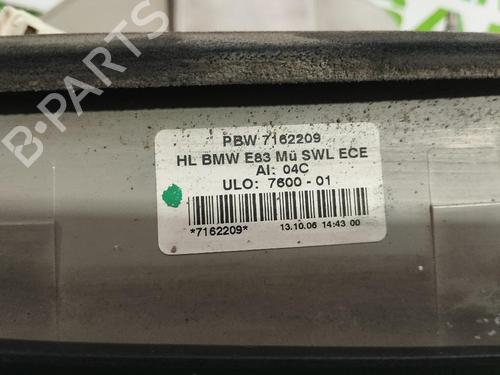 PBW 7162209
HL BMW E83 Mü SWL ECE
AI: 04C
ULO: 7600 - 01
*7162209*
13.10.06 14:43 00
B-PARTS